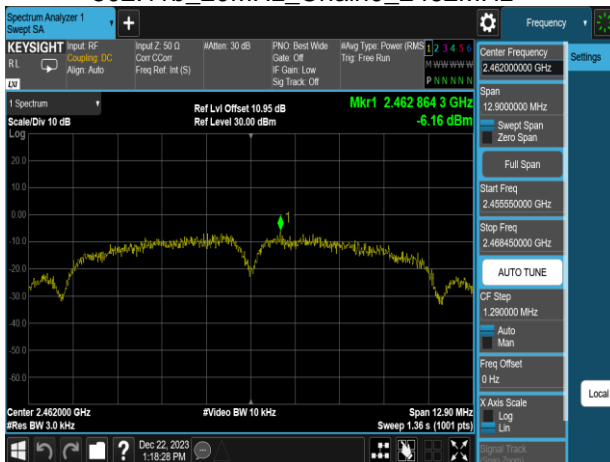 Spectrum Analyzer 1
Swept SA
Frequency
KEYSIGHT
RL
LXI
Input: RF
Coupling: DC
Align: Auto
Input Z: 50 Ω
Corr CCorr
Freq Ref: Int (S)
#Atten: 30 dB
PNO: Best Wide
Gate: Off
IF Gain: Low
Sig Track: Off
#Avg Type: Power (RMS
Trig: Free Run
1 2 3 4 5 6
M W W W W W
P N N N N N
1 Spectrum
Scale/Div 10 dB
Log
Ref Lvl Offset 10.95 dB
Ref Level 30.00 dBm
Mkr1 2.462 864 3 GHz
-6.16 dBm
20.0
10.0
0.00
-10.0
-20.0
-30.0
-40.0
-50.0
-60.0
1
Center 2.462000 GHz
#Res BW 3.0 kHz
#Video BW 10 kHz
Span 12.90 MHz
Sweep 1.36 s (1001 pts)
Dec 22, 2023
1:18:28 PM
Center Frequency
2.462000000 GHz
Span
12.9000000 MHz
Swept Span
Zero Span
Full Span
Start Freq
2.455550000 GHz
Stop Freq
2.468450000 GHz
AUTO TUNE
CF Step
1.290000 MHz
Auto
Man
Freq Offset
0 Hz
X Axis Scale
Log
Lin
Signal Track
Settings
Local